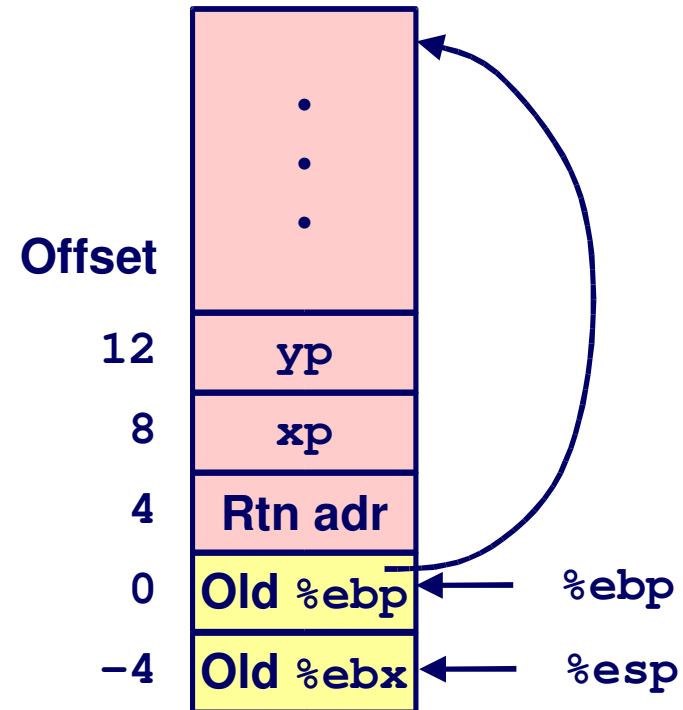 Offset
12 yp
8 xp
4 Rtn adr
0 Old %ebp %ebp
-4 Old %ebx %esp